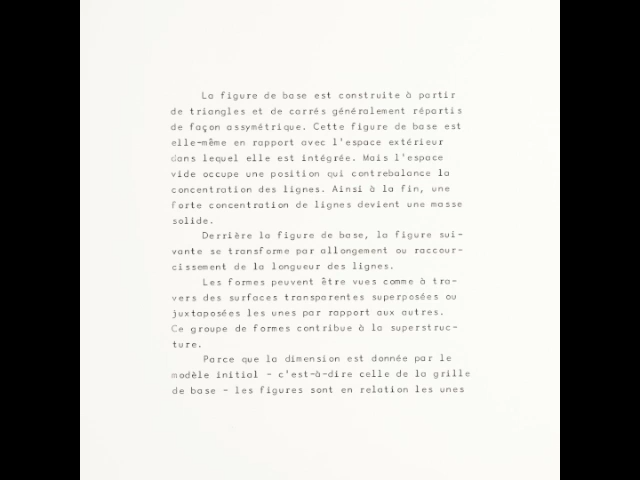 La figure de base est construite à partir
de triangles et de carrés généralement répartis
de façon assymétrique. Cette figure de base est
elle-même en rapport avec l'espace extérieur
dans lequel elle est intégrée. Mais l'espace
vide occupe une position qui contrebalance la
concentration des lignes. Ainsi à la fin, une
forte concentration de lignes devient une masse
solide.
Derrière la figure de base, la figure sui-
vante se transforme par allongement ou raccour-
cissement de la longueur des lignes.
Les formes peuvent être vues comme à tra-
vers des surfaces transparentes superposées ou
juxtaposées les unes par rapport aux autres.
Ce groupe de formes contribue à la superstruc-
ture.
Parce que la dimension est donnée par le
modèle initial - c'est-à-dire celle de la grille
de base - les figures sont en relation les unes